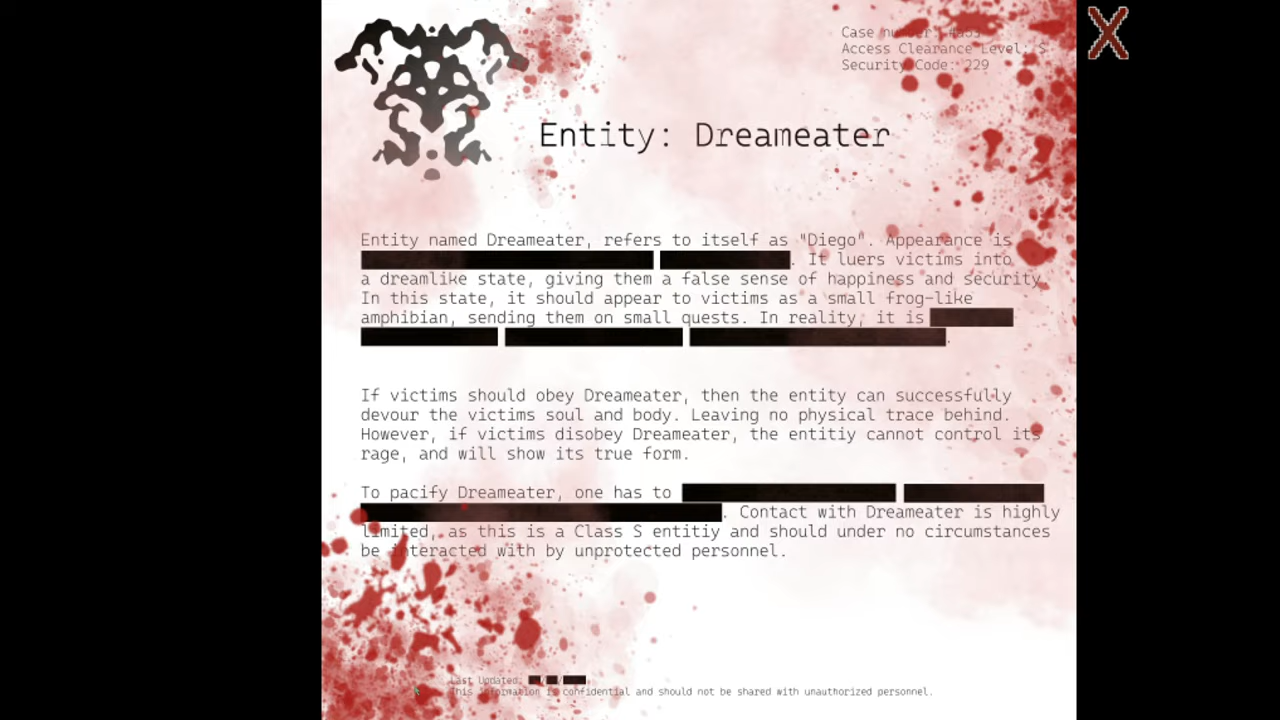 Case number: 
Access Clearance Level: S
Security Code: 229
Entity: Dreameater
Entity named Dreameater, refers to itself as "Diego". Appearance is
. It luers victims into
a dreamlike state, giving them a false sense of happiness and security.
In this state, it should appear to victims as a small frog-like
amphibian, sending them on small quests. In reality, it is
.
If victims should obey Dreameater, then the entity can successfully
devour the victims soul and body. Leaving no physical trace behind.
However, if victims disobey Dreameater, the entitiy cannot control its
rage, and will show its true form.
To pacify Dreameater, one has to
. Contact with Dreameater is highly
limited, as this is a Class S entitiy and should under no circumstances
be interacted with by unprotected personnel.
Last Updated:
This information is confidential and should not be shared with unauthorized personnel.